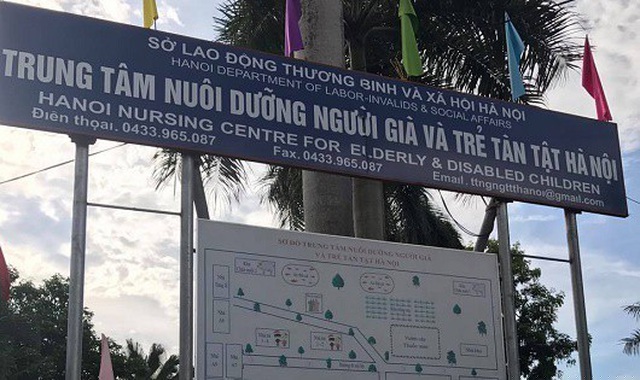 SỞ LAO ĐỘNG THƯƠNG BINH VÀ XÃ HỘI HÀ NỘI
HANOI DEPARTMENT OF LABOR-INVALIDS & SOCIAL AFFAIRS
TRUNG TÂM NUÔI DƯỠNG NGƯỜI GIÀ VÀ TRẺ TÀN TẬT HÀ NỘI
HANOI NURSING CENTRE FOR ELDERLY & DISABLED CHILDREN
Điên thọai. 0433.965.087
Fax. 0433.965.087
Email. ttngngttthanoi@gmail.com
SƠ ĐỒ TRUNG TÂM NUÔI DƯỠNG NGƯỜI GIÀ
VÀ TRẺ TÀN TẬT HÀ NỘI